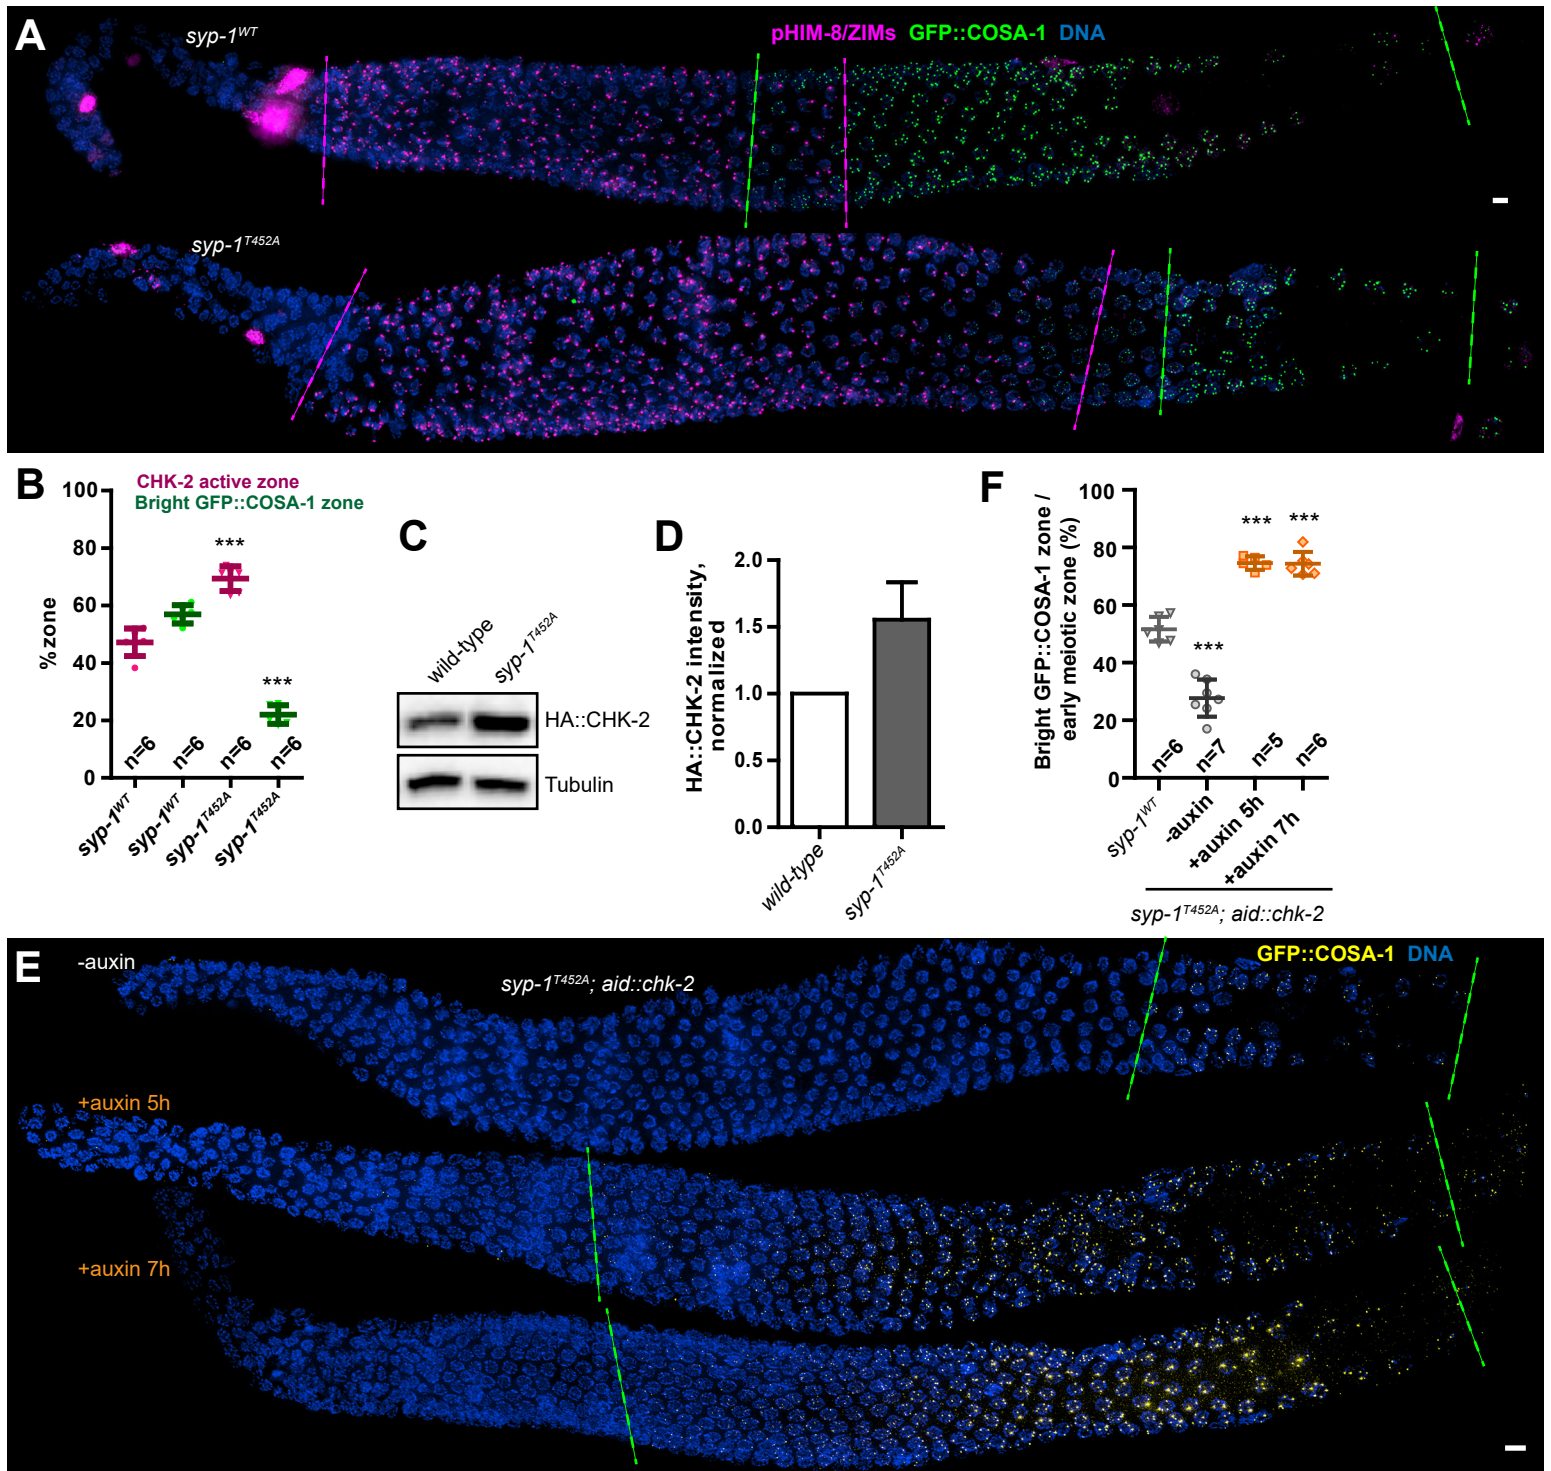 A
syp-1WT
pHIM-8/ZIMs GFP::COSA-1 DNA
syp-1T452A
B
CHK-2 active zone
Bright GFP::COSA-1 zone
%zone
100
80
60
40
20
0
***
***
n=6
n=6
n=6
n=6
syp-1WT
syp-1WT
syp-1T452A
syp-1T452A
C
wild-type
syp-1T452A
HA::CHK-2
Tubulin
D
HA::CHK-2 intensity,
normalized
2.0
1.5
1.0
0.5
0.0
wild-type
syp-1T452A
F
Bright GFP::COSA-1 zone /
early meiotic zone (%)
100
80
60
40
20
0
***
***
***
n=6
n=7
n=5
n=6
syp-1WT
-auxin
+auxin 5h
+auxin 7h
syp-1T452A; aid::chk-2
E
-auxin
syp-1T452A; aid::chk-2
GFP::COSA-1 DNA
+auxin 5h
+auxin 7h